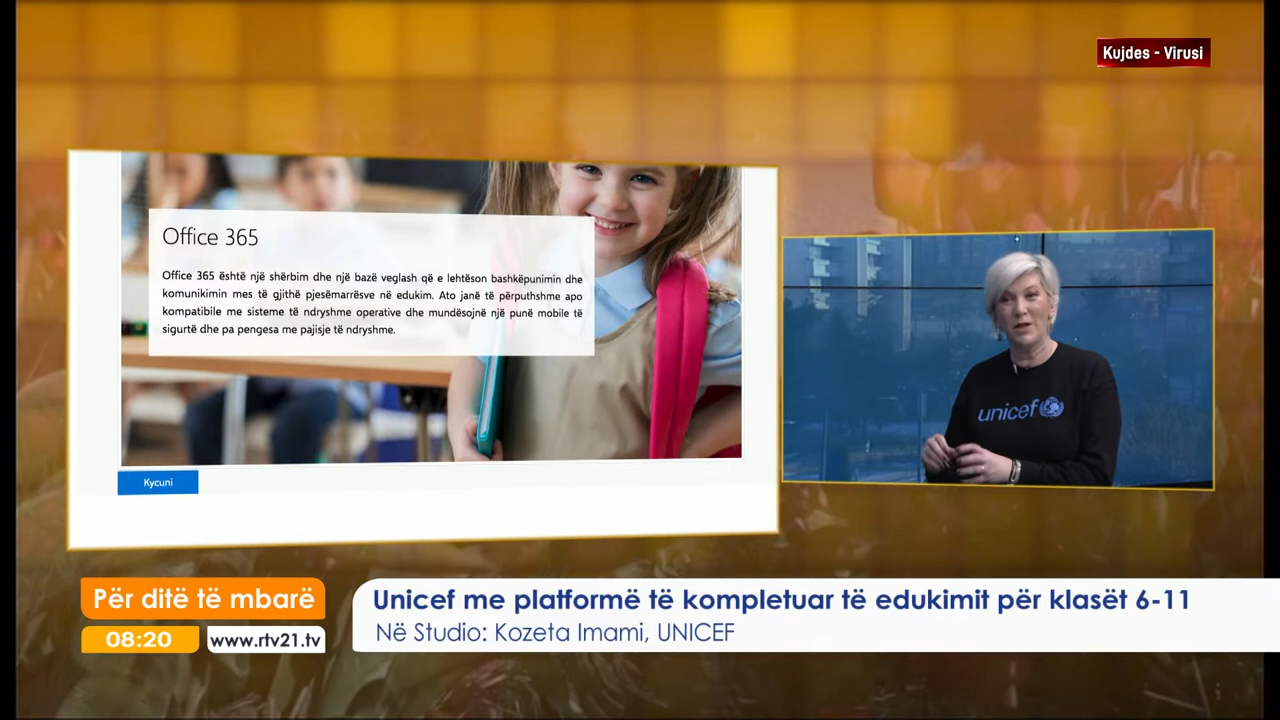 Kujdes - Virusi
Office 365
Office 365 është një shërbim dhe një bazë veglash që e lehtëson bashkëpunimin dhe
komunikimin mes të gjithë pjesëmarrësve në edukim. Ato janë të përputhshme apo
kompatibile me sisteme të ndryshme operative dhe mundësojnë një punë mobile të
sigurtë dhe pa pengesa me pajisje të ndryshme.
Kycuni
unicef
Për ditë të mbarë
08:20
www.rtv21.tv
Unicef me platformë të kompletuar të edukimit për klasët 6-11
Në Studio: Kozeta Imami, UNICEF